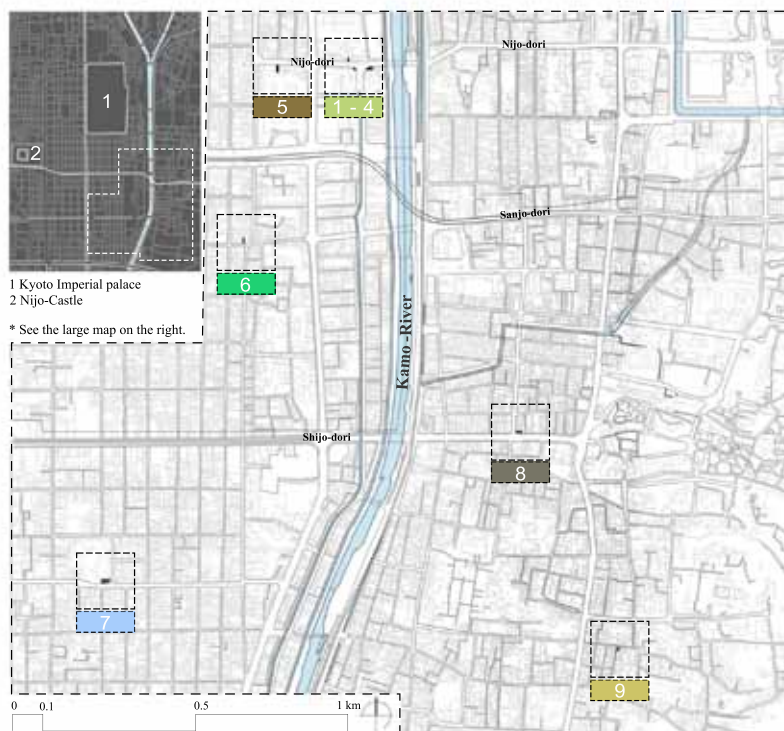 1
2
1 Kyoto Imperial palace
2 Nijo-Castle
* See the large map on the right.
Nijo-dori
Nijo-dori
5
1 - 4
Sanjo-dori
6
Kamo -River
Shijo-dori
8
7
9
0 0.1 0.5 1 km